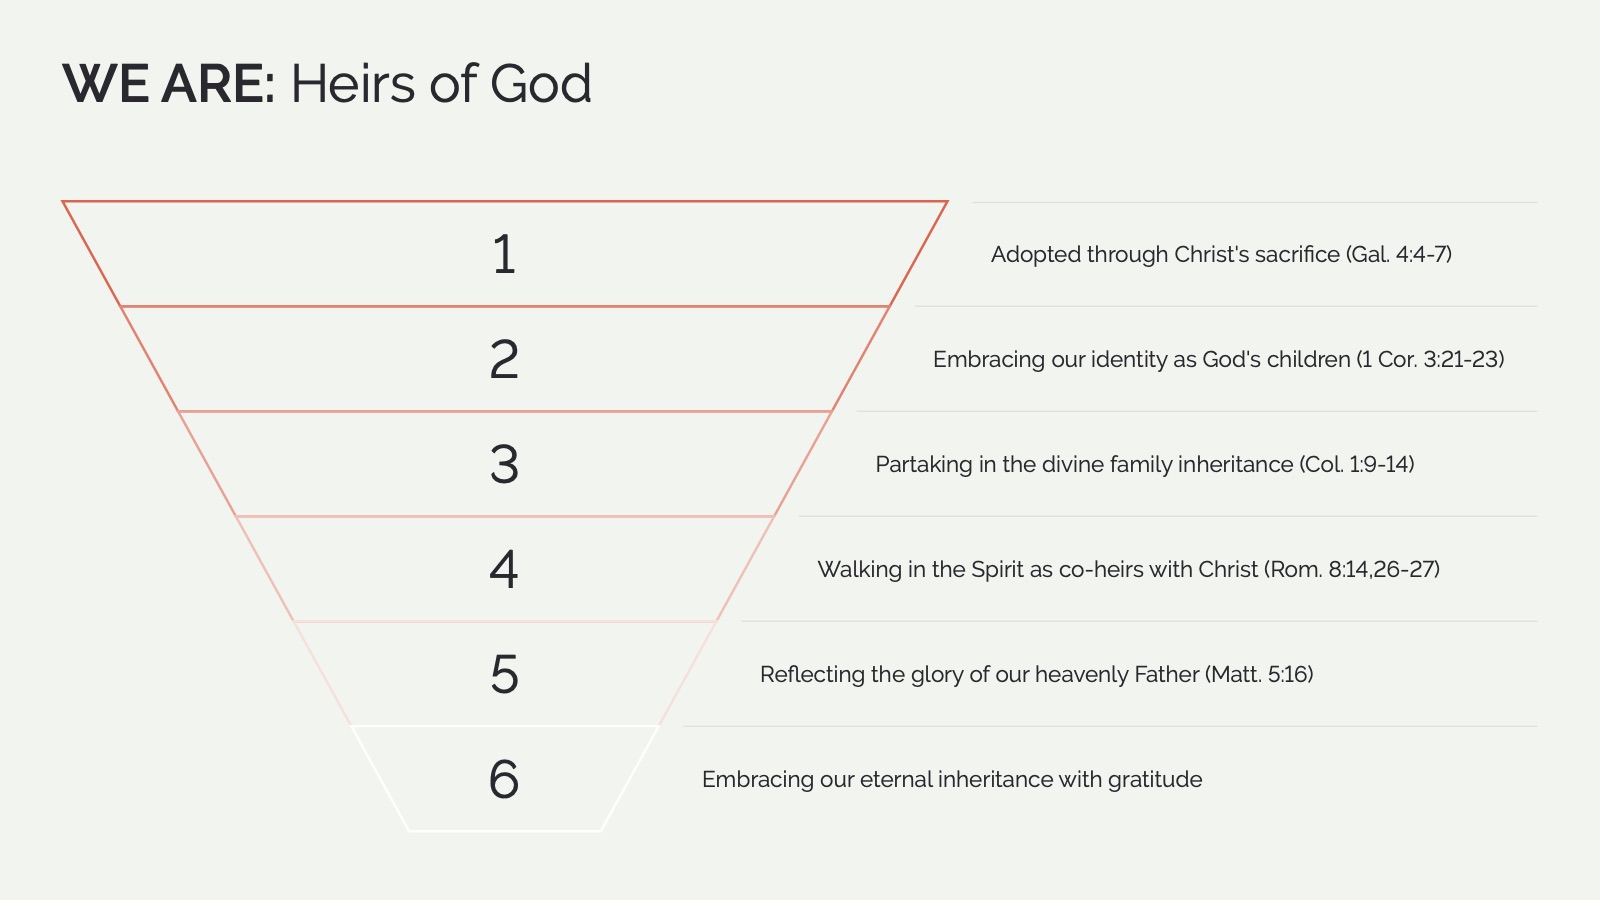 WE ARE: Heirs of God
1
Adopted through Christ's sacrifice (Gal. 4:4-7)
2
Embracing our identity as God's children (1 Cor. 3:21-23)
3
Partaking in the divine family inheritance (Col. 1:9-14)
4
Walking in the Spirit as co-heirs with Christ (Rom. 8:14,26-27)
5
Reflecting the glory of our heavenly Father (Matt. 5:16)
6
Embracing our eternal inheritance with gratitude